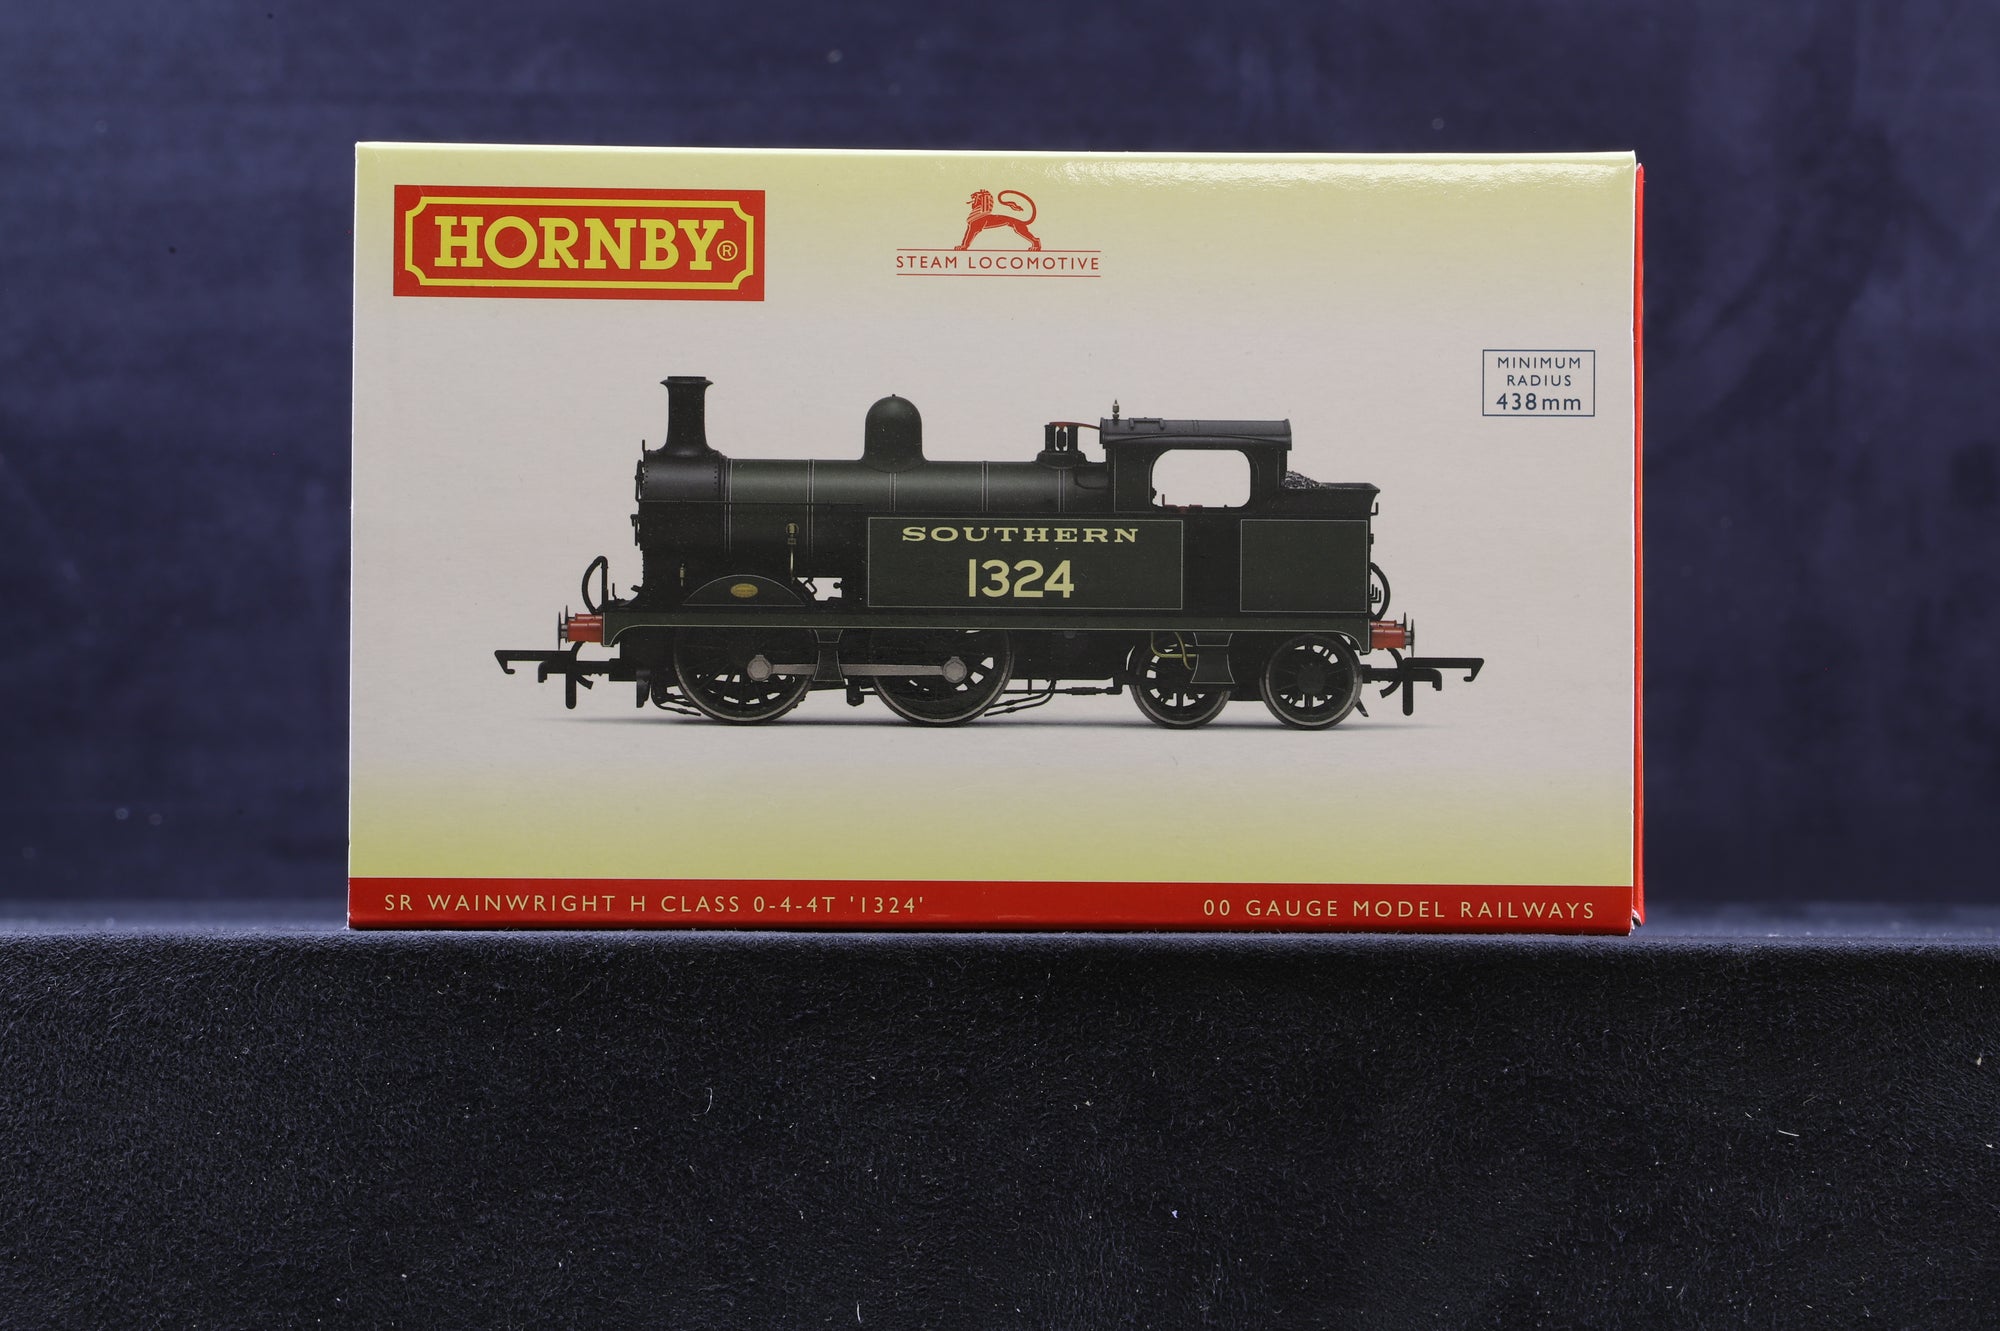 HORNBY®
STEAM LOCOMOTIVE
MINIMUM
RADIUS
438mm
SOUTHERN
1324
SR WAINWRIGHT H CLASS 0-4-4T '1324'
00 GAUGE MODEL RAILWAYS